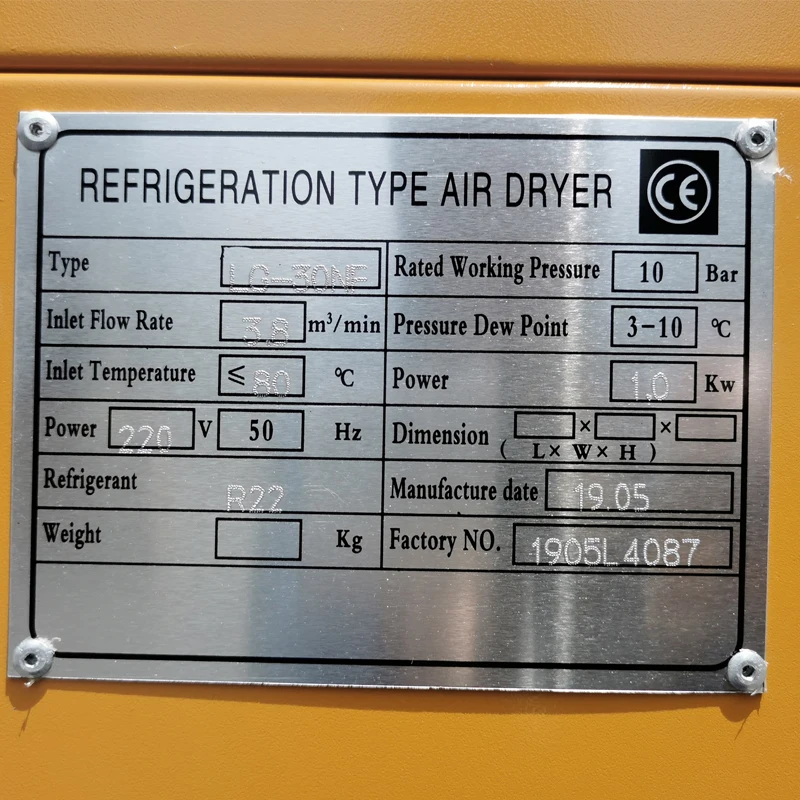 REFRIGERATION TYPE AIR DRYER CE
Type LG-30NF Rated Working Pressure 10 Bar
Inlet Flow Rate 3.8 m³/min Pressure Dew Point 3-10 ℃
Inlet Temperature ≤ 80 ℃ Power 1.0 Kw
Power 220 V 50 Hz Dimension × ×
( L× W× H )
Refrigerant R22 Manufacture date 19.05
Weight Kg Factory NO. 1905L4087